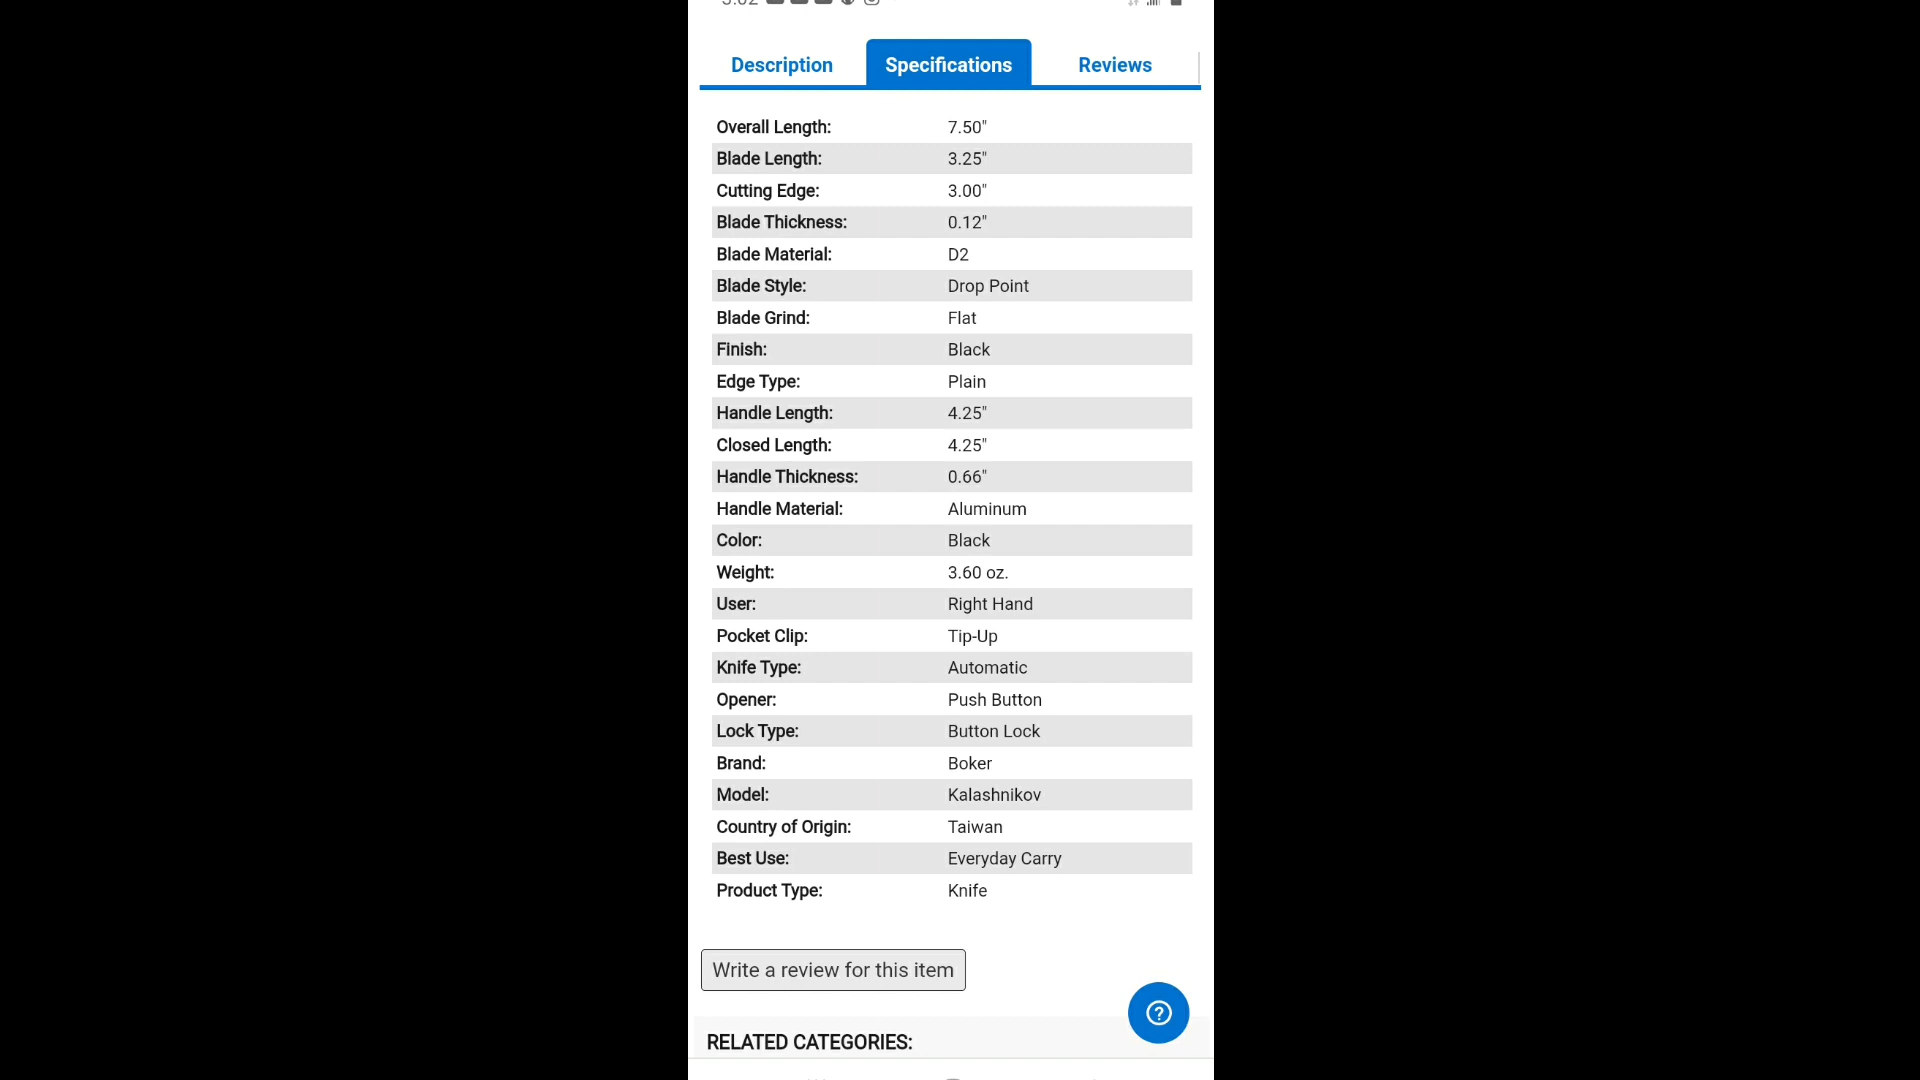 Description Specifications Reviews
Overall Length: 7.50"
Blade Length: 3.25"
Cutting Edge: 3.00"
Blade Thickness: 0.12"
Blade Material: D2
Blade Style: Drop Point
Blade Grind: Flat
Finish: Black
Edge Type: Plain
Handle Length: 4.25"
Closed Length: 4.25"
Handle Thickness: 0.66"
Handle Material: Aluminum
Color: Black
Weight: 3.60 oz.
User: Right Hand
Pocket Clip: Tip-Up
Knife Type: Automatic
Opener: Push Button
Lock Type: Button Lock
Brand: Boker
Model: Kalashnikov
Country of Origin: Taiwan
Best Use: Everyday Carry
Product Type: Knife
Write a review for this item
?
RELATED CATEGORIES: